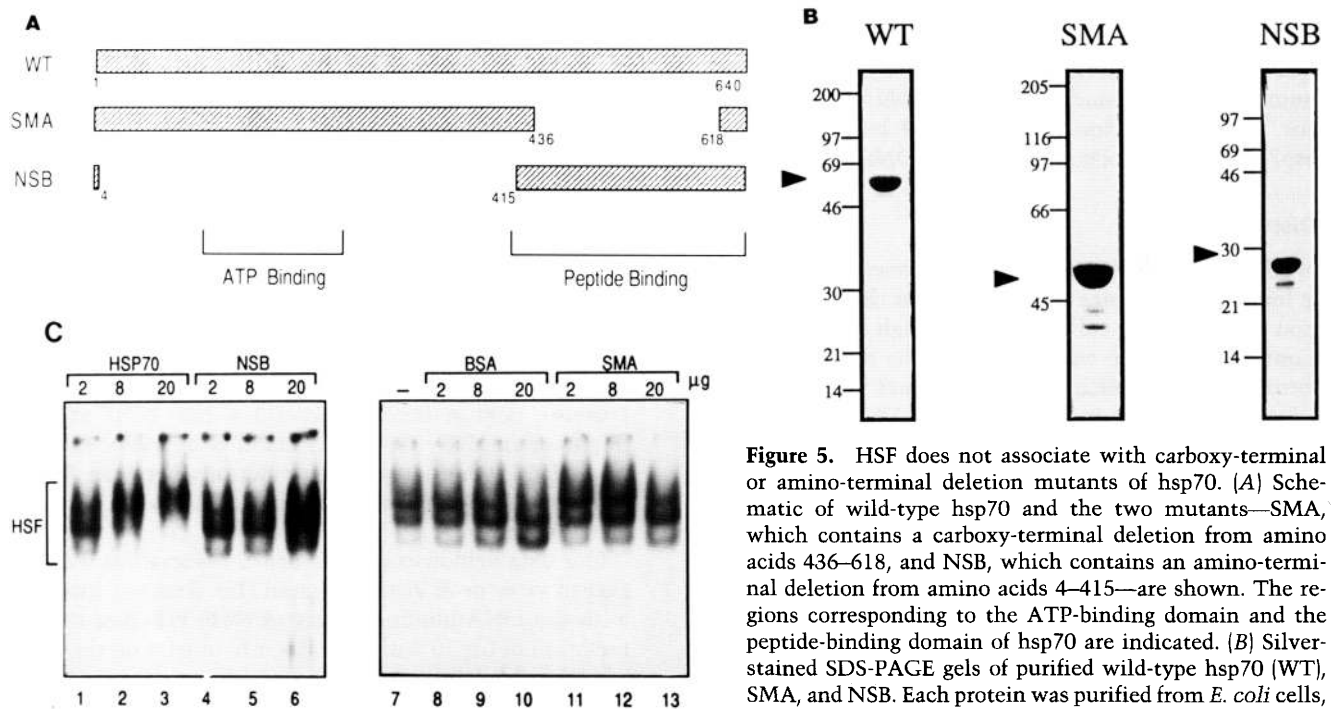 A
WT
1
640
SMA
436
618
NSB
4
415
ATP Binding
Peptide Binding
B
WT
SMA
NSB
200
97
69
46
30
21
14
205
116
97
66
45
97
69
46
30
21
14
C
HSP70 NSB
2 8 20 2 8 20
HSF
1 2 3 4 5 6
BSA SMA
– 2 8 20 2 8 20 μg
7 8 9 10 11 12 13
Figure 5. HSF does not associate with carboxy-terminal
or amino-terminal deletion mutants of hsp70. (A) Sche-
matic of wild-type hsp70 and the two mutants—SMA,
which contains a carboxy-terminal deletion from amino
acids 436–618, and NSB, which contains an amino-termi-
nal deletion from amino acids 4–415—are shown. The re-
gions corresponding to the ATP-binding domain and the
peptide-binding domain of hsp70 are indicated. (B) Silver-
stained SDS-PAGE gels of purified wild-type hsp70 (WT),
SMA, and NSB. Each protein was purified from E. coli cells,